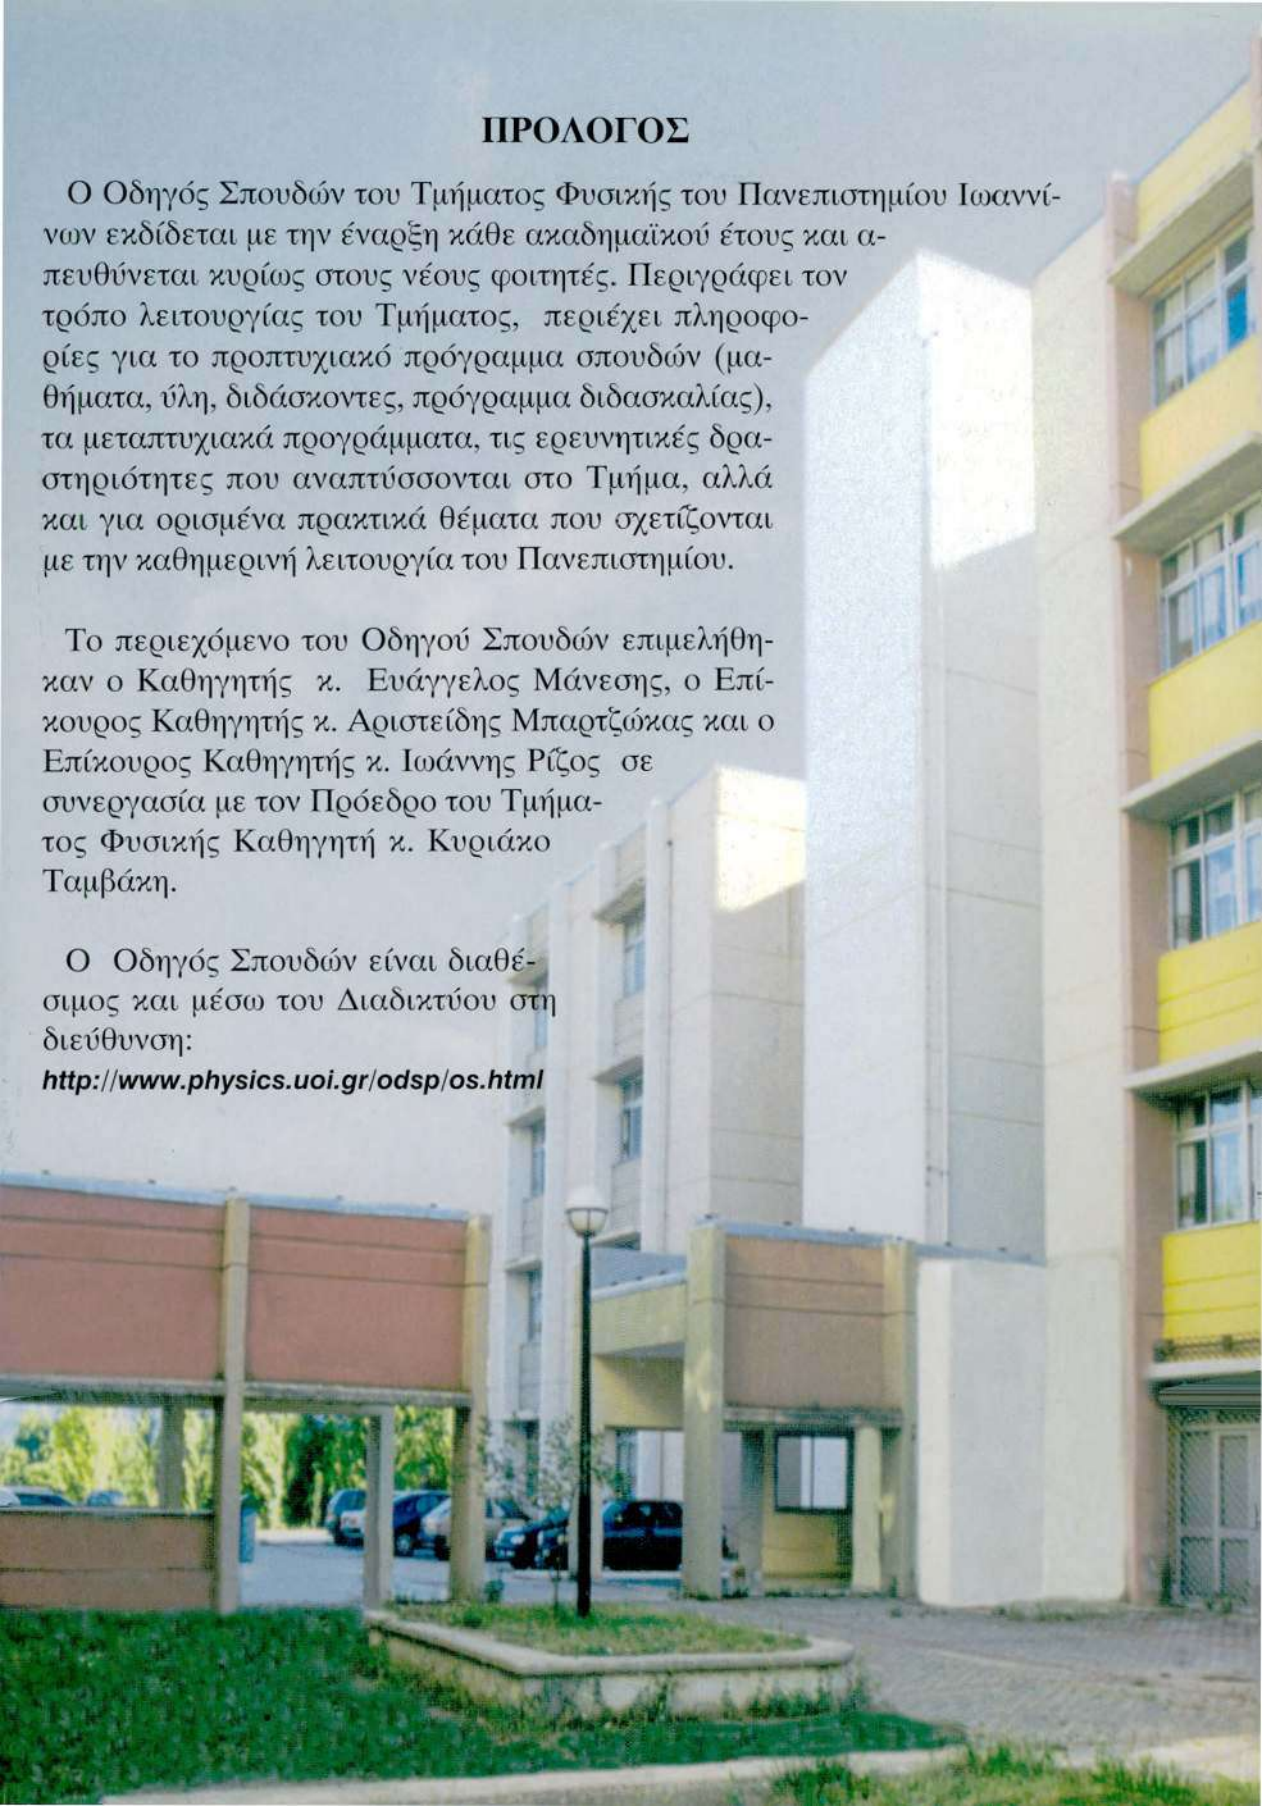 ΠΡΟΛΟΓΟΣ
Ο Οδηγός Σπουδών του Τμήματος Φυσικής του Πανεπιστημίου Ιωαννί-
νων εκδίδεται με την έναρξη κάθε ακαδημαϊκού έτους και α-
πευθύνεται κυρίως στους νέους φοιτητές. Περιγράφει τον
τρόπο λειτουργίας του Τμήματος, περιέχει πληροφο-
ρίες για το προπτυχιακό πρόγραμμα σπουδών (μα-
θήματα, ύλη, διδάσκοντες, πρόγραμμα διδασκαλίας),
τα μεταπτυχιακά προγράμματα, τις ερευνητικές δρα-
στηριότητες που αναπτύσσονται στο Τμήμα, αλλά
και για ορισμένα πρακτικά θέματα που σχετίζονται
με την καθημερινή λειτουργία του Πανεπιστημίου.
Το περιεχόμενο του Οδηγού Σπουδών επιμελήθη-
καν ο Καθηγητής κ. Ευάγγελος Μάνεσης, ο Επί-
κουρος Καθηγητής κ. Αριστείδης Μπαρτζώκας και ο
Επίκουρος Καθηγητής κ. Ιωάννης Ρίζος σε
συνεργασία με τον Πρόεδρο του Τμήμα-
τος Φυσικής Καθηγητή κ. Κυριάκο
Ταμβάκη.
Ο Οδηγός Σπουδών είναι διαθέ-
σιμος και μέσω του Διαδικτύου στη
διεύθυνση:
http://www.physics.uoi.gr/odsp/os.html